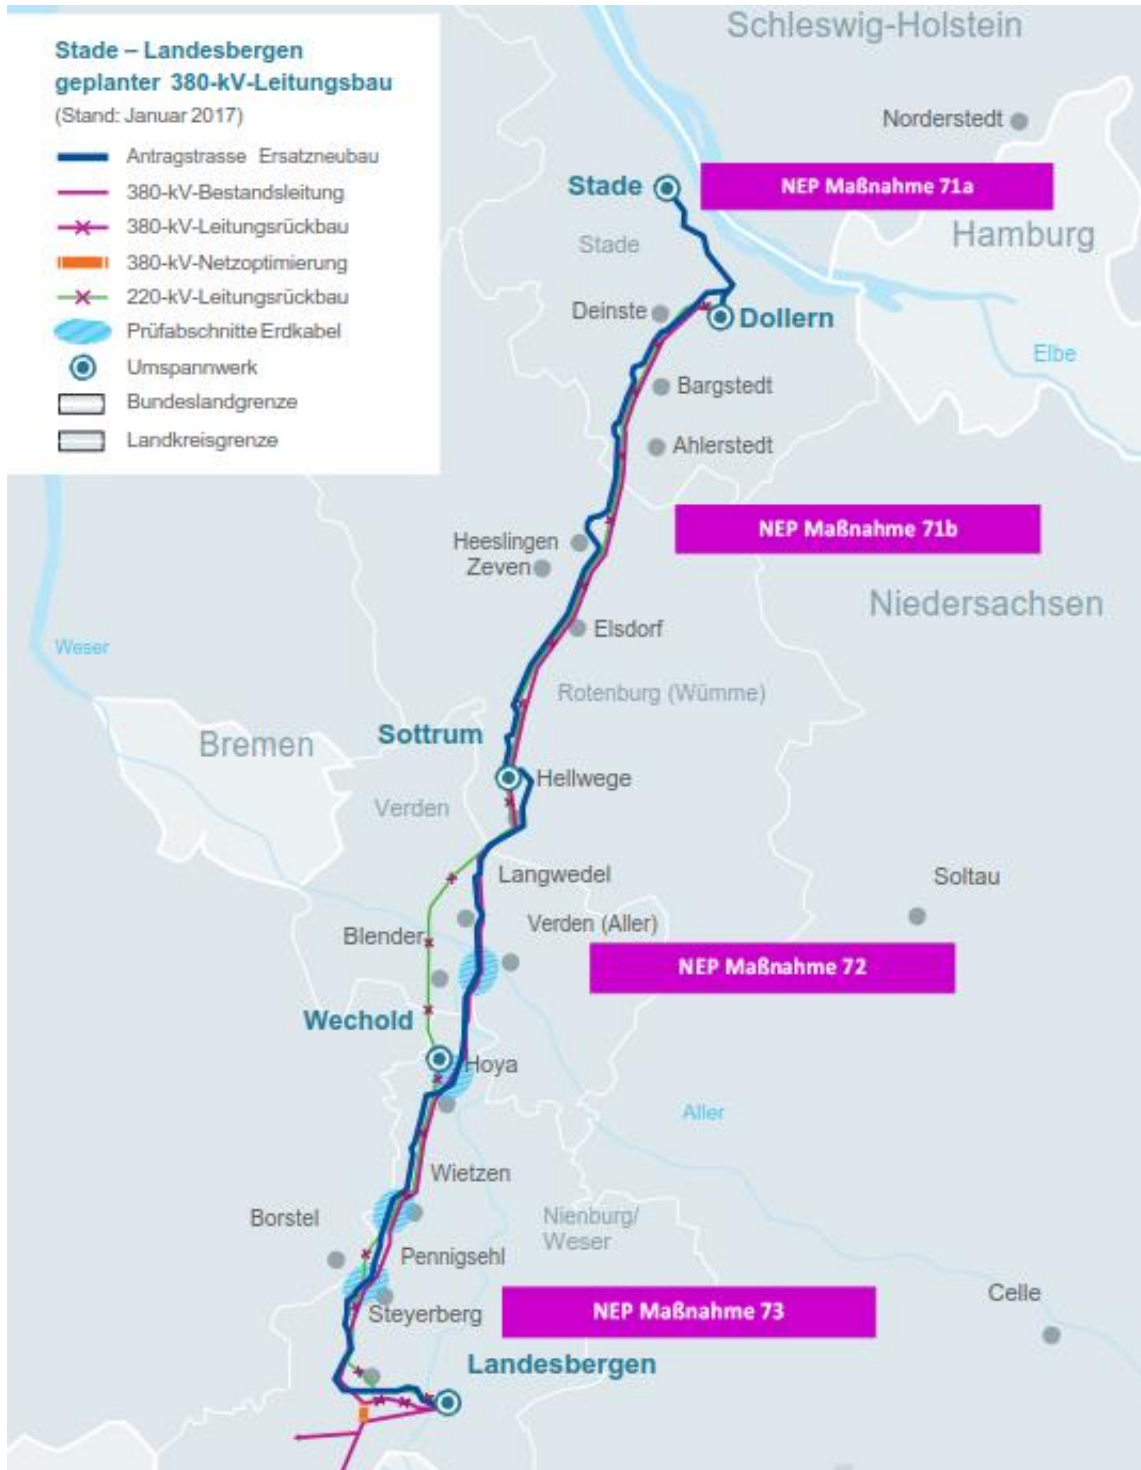 Schleswig-Holstein
Stade – Landesbergen
geplanter 380-kV-Leitungsbau
(Stand: Januar 2017)
Antragstrasse Ersatzneubau
380-kV-Bestandsleitung
380-kV-Leitungsrückbau
380-kV-Netzoptimierung
220-kV-Leitungsrückbau
Prüfabschnitte Erdkabel
Umspannwerk
Bundeslandgrenze
Landkreisgrenze
Norderstedt
Stade
NEP Maßnahme 71a
Stade
Hamburg
Deinste
Dollern
Elbe
Bargstedt
Ahlerstedt
NEP Maßnahme 71b
Heeslingen
Zeven
Niedersachsen
Elsdorf
Weser
Rotenburg (Wümme)
Sottrum
Bremen
Hellwege
Verden
Langwedel
Soltau
Verden (Aller)
Blender
NEP Maßnahme 72
Wechold
Hoya
Aller
Wietzen
Borstel
Nienburg/
Weser
Pennigsehl
Celle
Steyerberg
NEP Maßnahme 73
Landesbergen